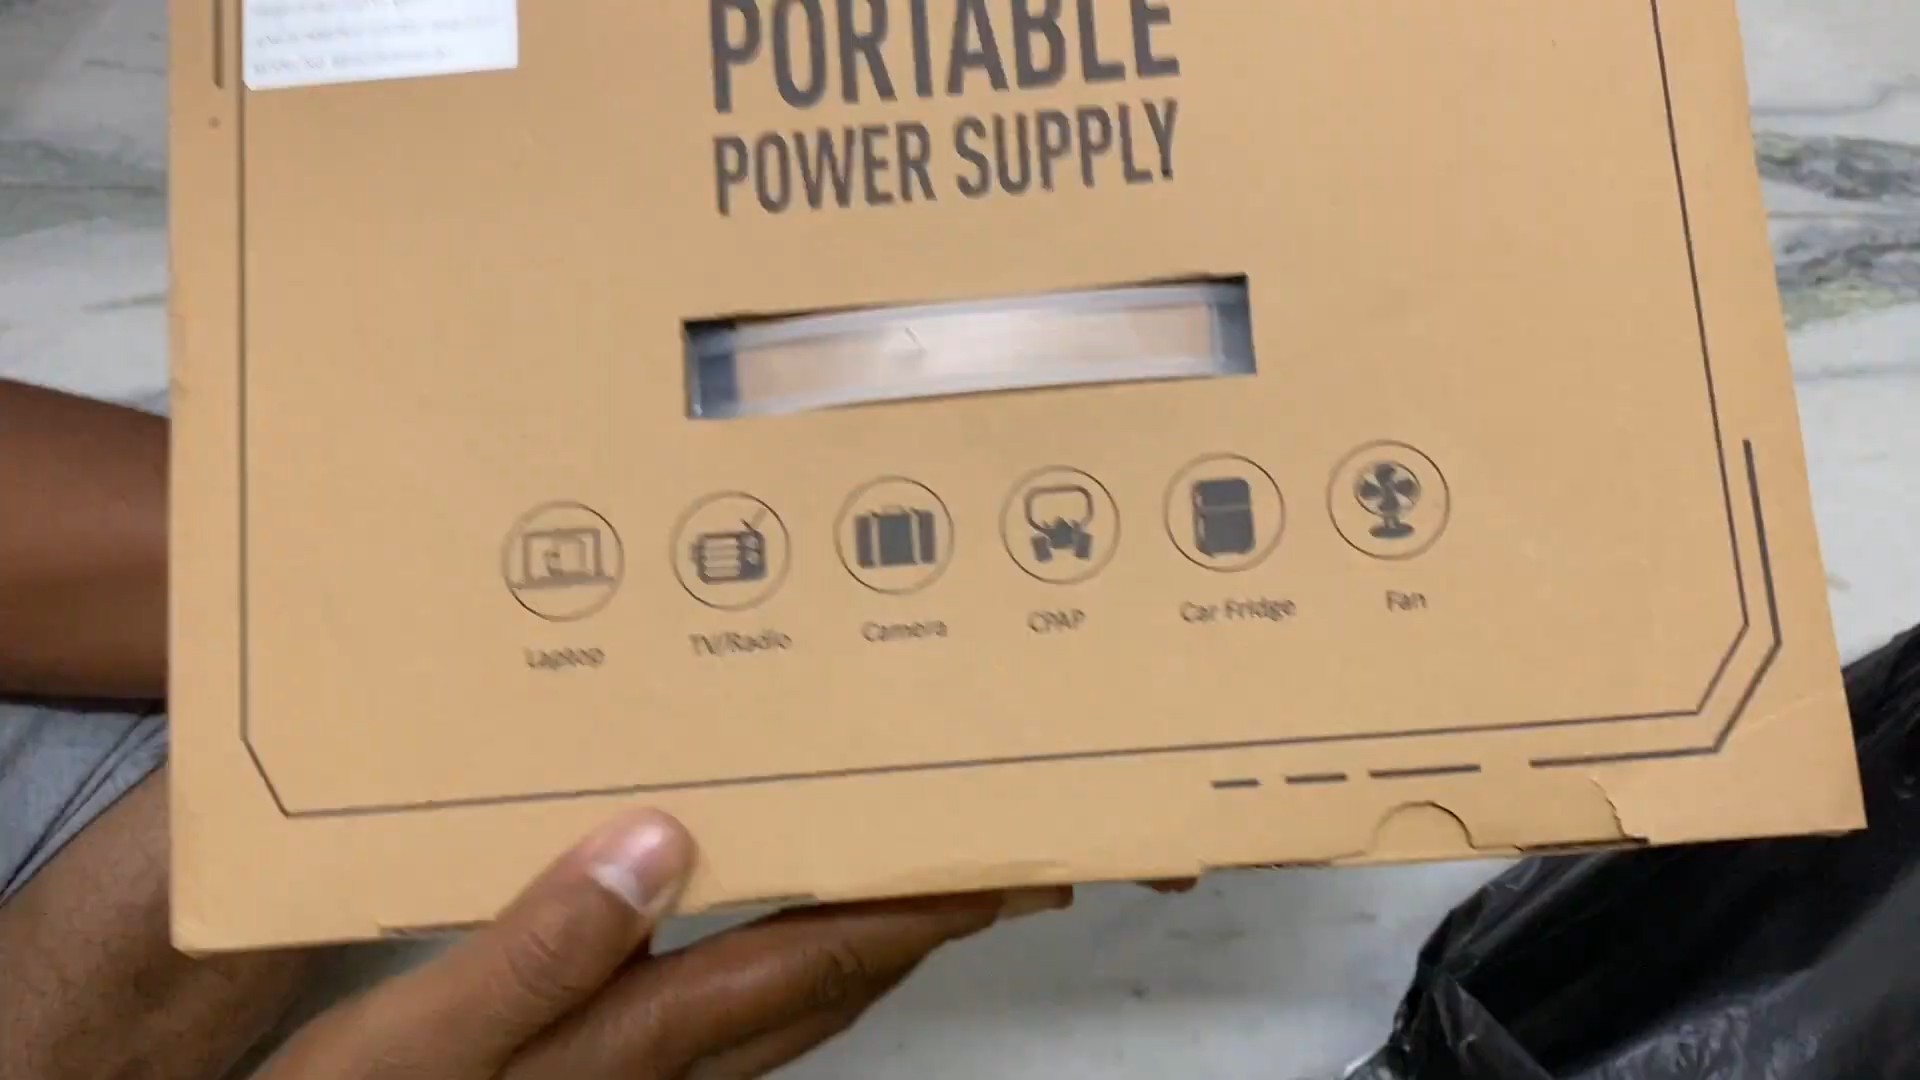 PORTABLE
POWER SUPPLY
Laptop
TV/Radio
Camera
CPAP
Car Fridge
Fan